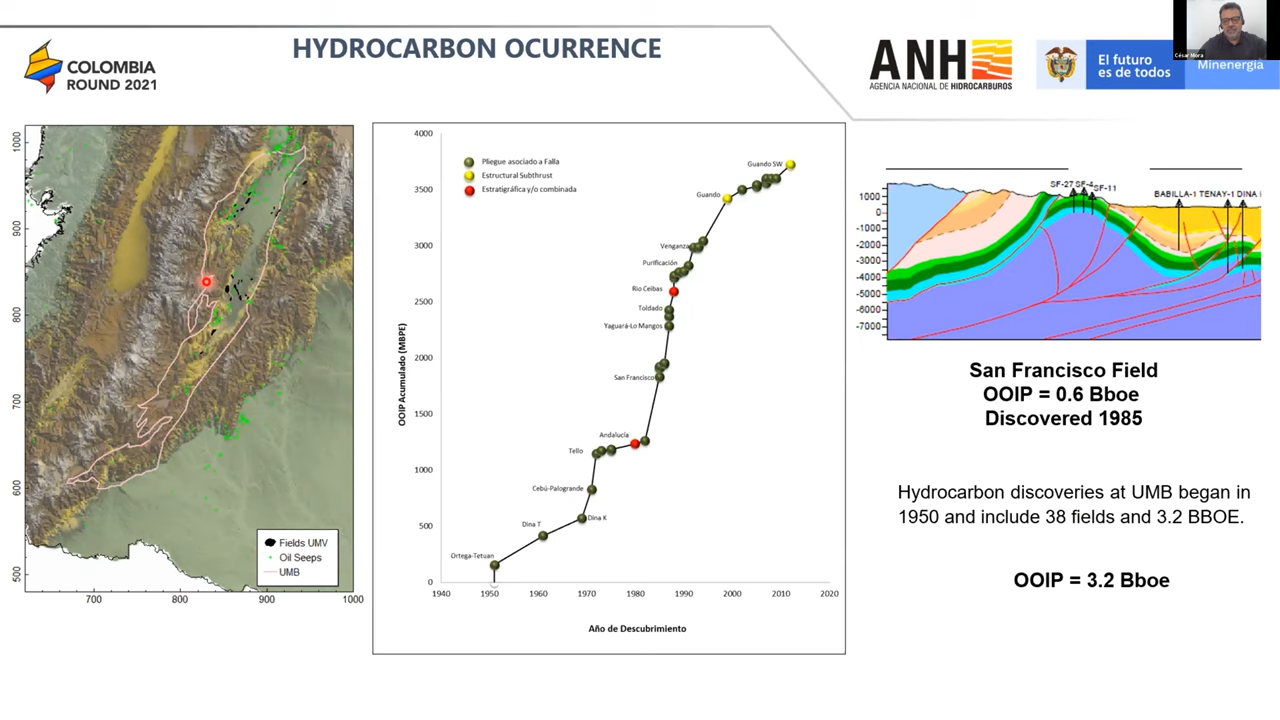 HYDROCARBON OCURRENCE
COLOMBIA
ROUND 2021
ANH
AGENCIA NACIONAL DE HIDROCARBUROS
El futuro
es de todos
Minenergía
César Mora
1000
900
800
700
600
500
700
800
900
1000
Fields UMV
Oil Seeps
UMB
4000
3500
3000
2500
2000
1500
1000
500
0
OOIP Acumulado (MBPE)
Pliegue asociado a Falla
Estructural Subthrust
Estratigráfica y/o combinada
Guando SW
Guando
Venganza
Purificación
Rio Ceibas
Toldado
Yaguará-Lo Mangos
San Francisco
Andalucía
Tello
Cebú-Palogrande
Dina K
Dina T
Ortega-Tetuan
1940
1950
1960
1970
1980
1990
2000
2010
2020
Año de Descubrimiento
SF-27 SF-4 SF-11
BABILLA-1 TENAY-1 DINA
1000
0
-1000
-2000
-3000
-4000
-5000
-6000
-7000
San Francisco Field
OOIP = 0.6 Bboe
Discovered 1985
Hydrocarbon discoveries at UMB began in
1950 and include 38 fields and 3.2 BBOE.
OOIP = 3.2 Bboe